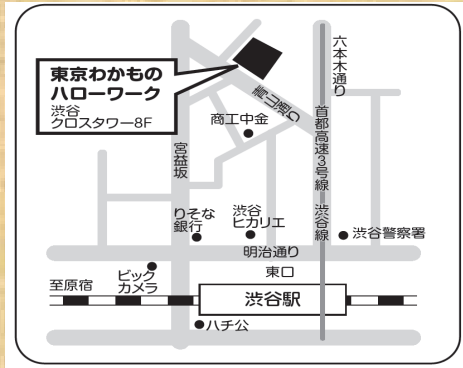 東京わかもの
ハローワーク
渋谷
クロスタワー8F
六本木通り
青山通り
商工中金
首都高速3号線
渋谷線
宮益坂
りそな
銀行
渋谷
ヒカリエ
渋谷警察署
明治通り
東口
至原宿
ビック
カメラ
渋谷駅
ハチ公